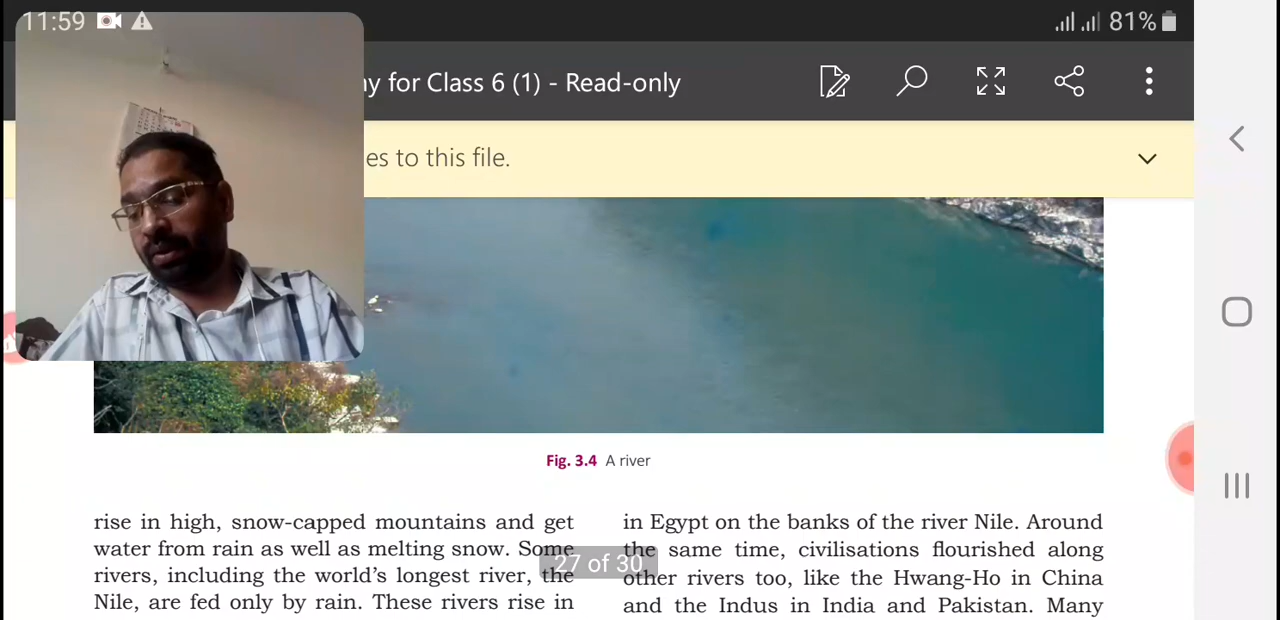 11:59
81%
y for Class 6 (1) - Read-only
es to this file.
Fig. 3.4 A river
rise in high, snow-capped mountains and get
water from rain as well as melting snow. Some
rivers, including the world's longest river, the
Nile, are fed only by rain. These rivers rise in
27 of 30
in Egypt on the banks of the river Nile. Around
the same time, civilisations flourished along
other rivers too, like the Hwang-Ho in China
and the Indus in India and Pakistan. Many